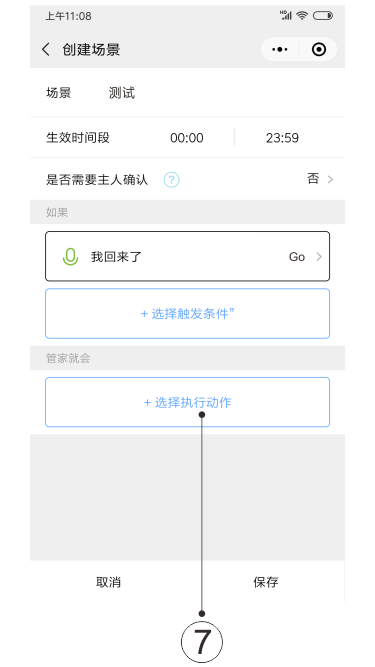 上午11:08
HD
创建场景
场景 测试
生效时间段 00:00 23:59
是否需要主人确认 ? 否
如果
我回来了 Go
+ 选择触发条件”
管家就会
+ 选择执行动作
取消 保存
7